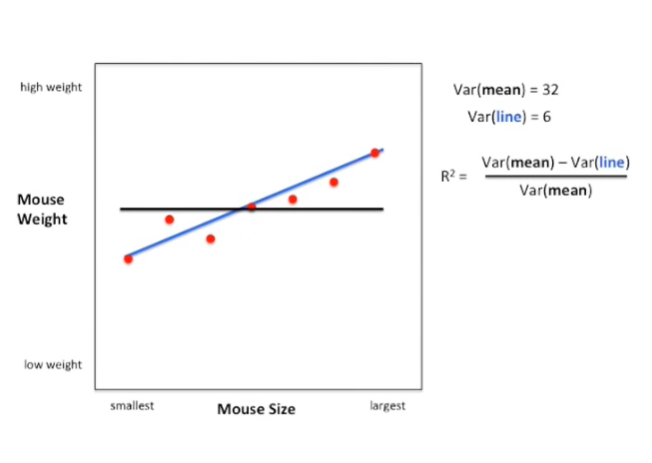 high weight
Mouse
Weight
low weight
smallest
Mouse Size
largest
Var(mean) = 32
Var(line) = 6
R² = Var(mean) – Var(line)
Var(mean)